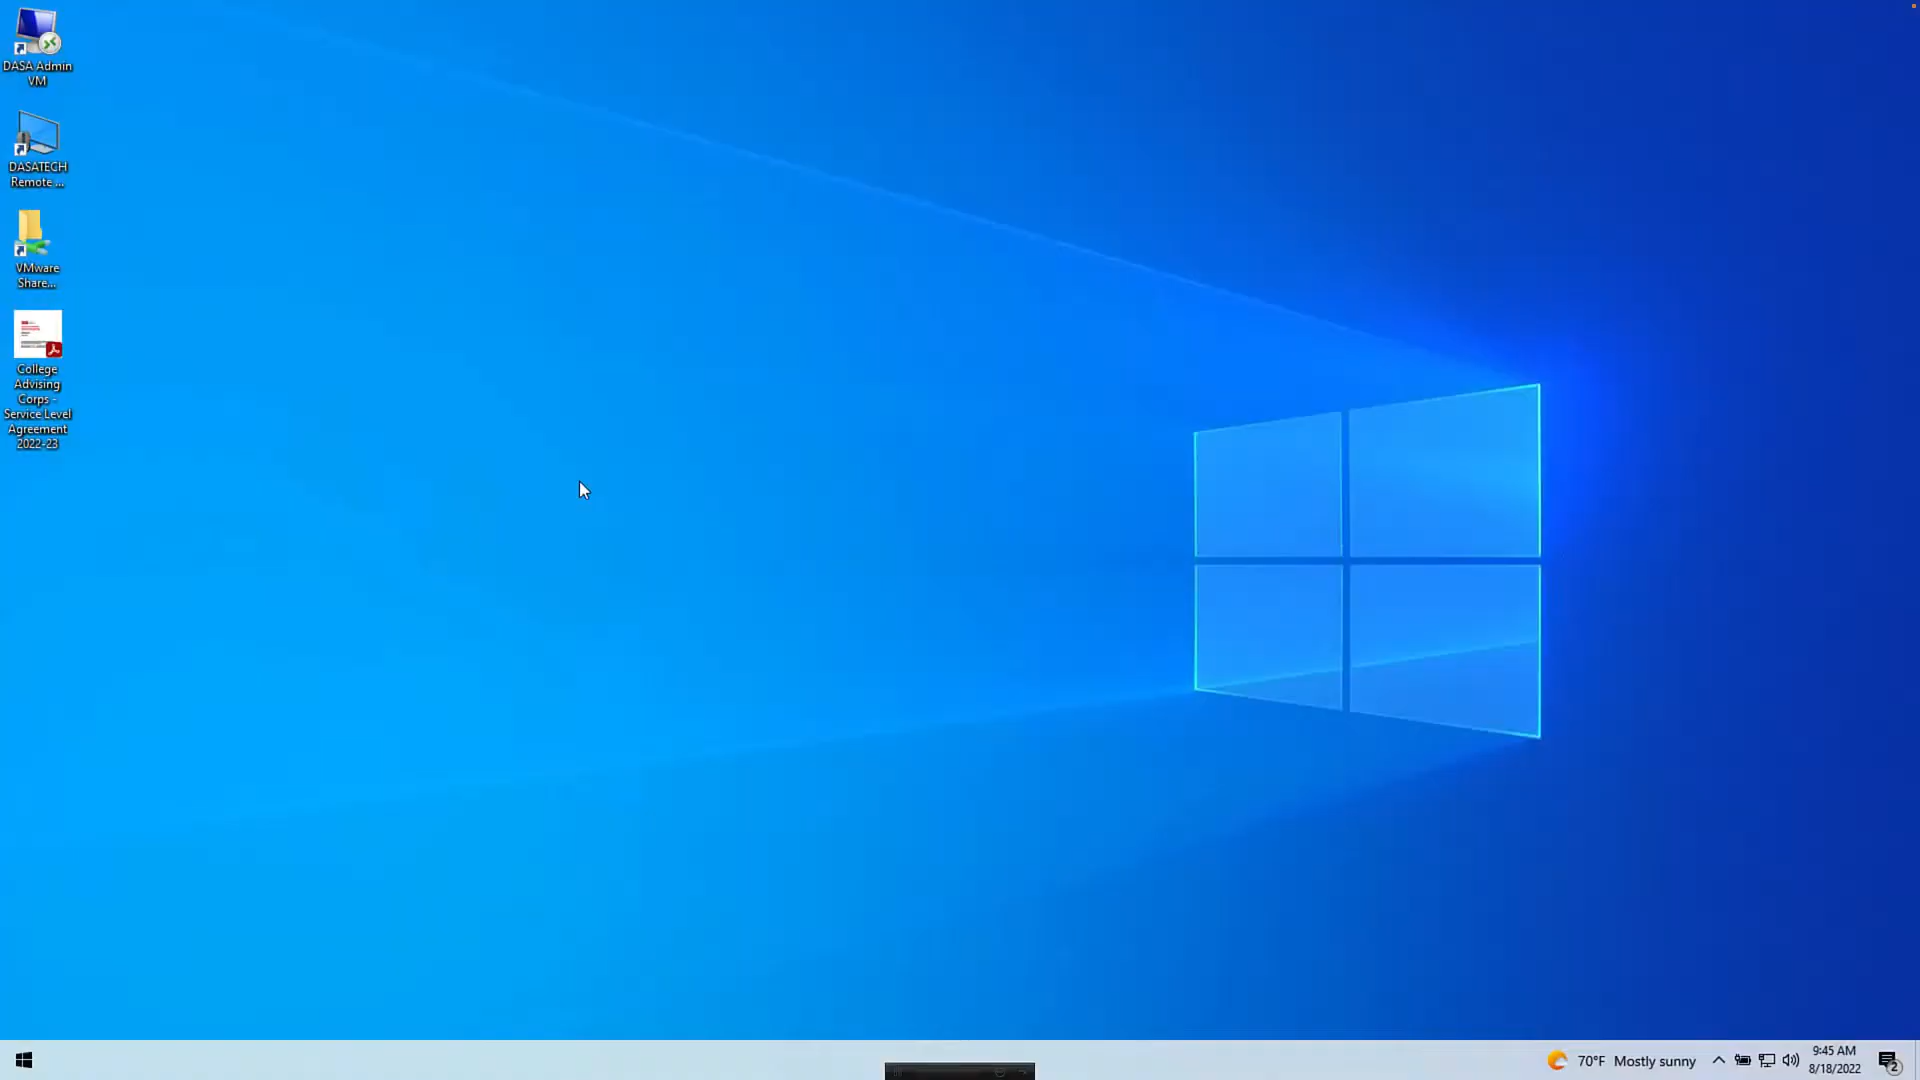 DASA Admin
VM
DASATECH
Remote ...
VMware
Share...
College
Advising
Corps -
Service Level
Agreement
2022-23
70°F Mostly sunny
9:45 AM
8/18/2022
2